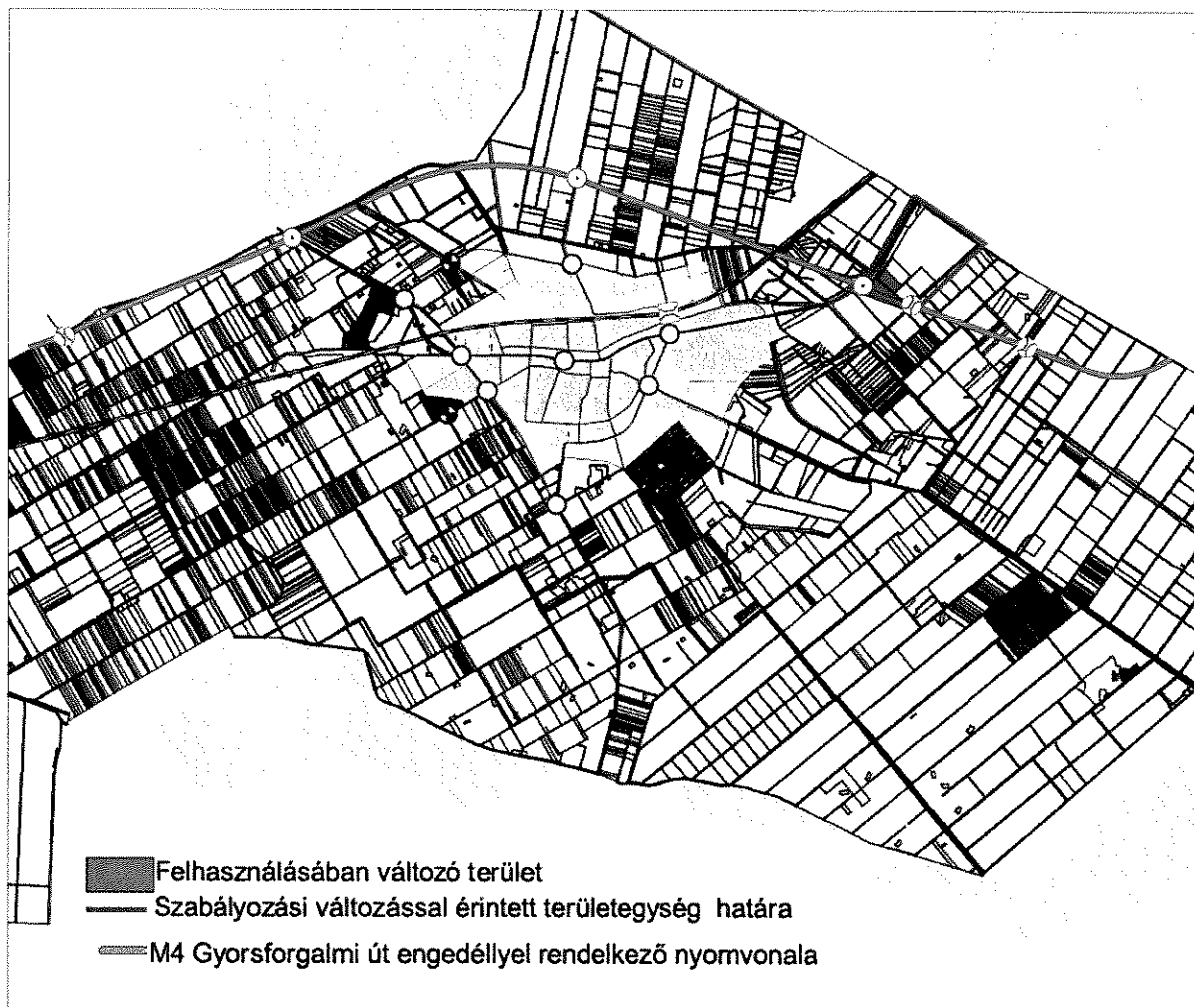 Felhasználásában változó terület
Szabályozási változással érintett területegység határa
M4 Gyorsforgalmi út engedéllyel rendelkező nyomvonala